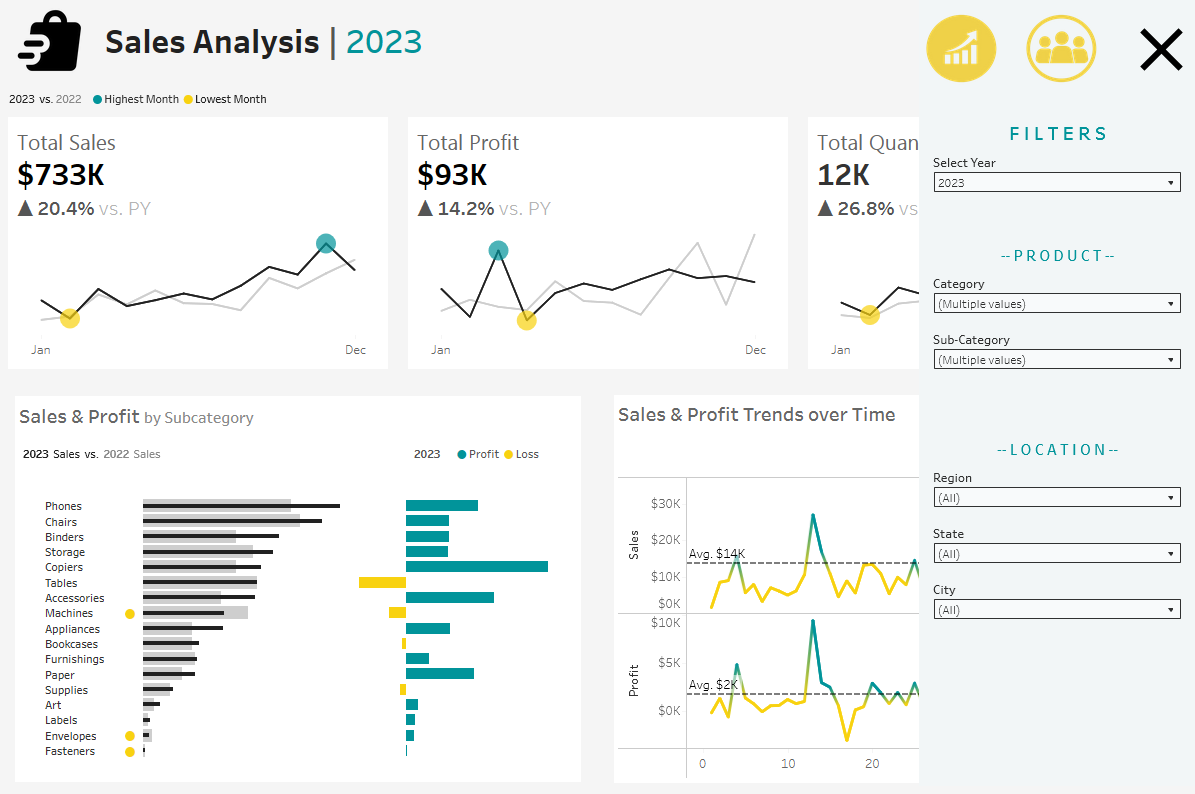 Sales Analysis | 2023
2023 vs. 2022 Highest Month Lowest Month
Total Sales
$733K
▲ 20.4% vs. PY
Jan Dec
Total Profit
$93K
▲ 14.2% vs. PY
Jan Dec
Total Quan
12K
▲ 26.8% vs
Jan
Sales & Profit by Subcategory
2023 Sales vs. 2022 Sales
2023 Profit Loss
Phones
Chairs
Binders
Storage
Copiers
Tables
Accessories
Machines
Appliances
Bookcases
Furnishings
Paper
Supplies
Art
Labels
Envelopes
Fasteners
Sales & Profit Trends over Time
Sales
$30K
$20K
$10K
$0K
Avg. $14K
Profit
$10K
$5K
$0K
Avg. $2K
0 10 20
FILTERS
Select Year
2023
--PRODUCT--
Category
(Multiple values)
Sub-Category
(Multiple values)
--LOCATION--
Region
(All)
State
(All)
City
(All)